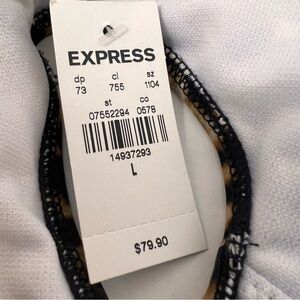 EXPRESS
dp cl sz
73 755 1104
st co
07552294 0578
14937293
L
$79.90